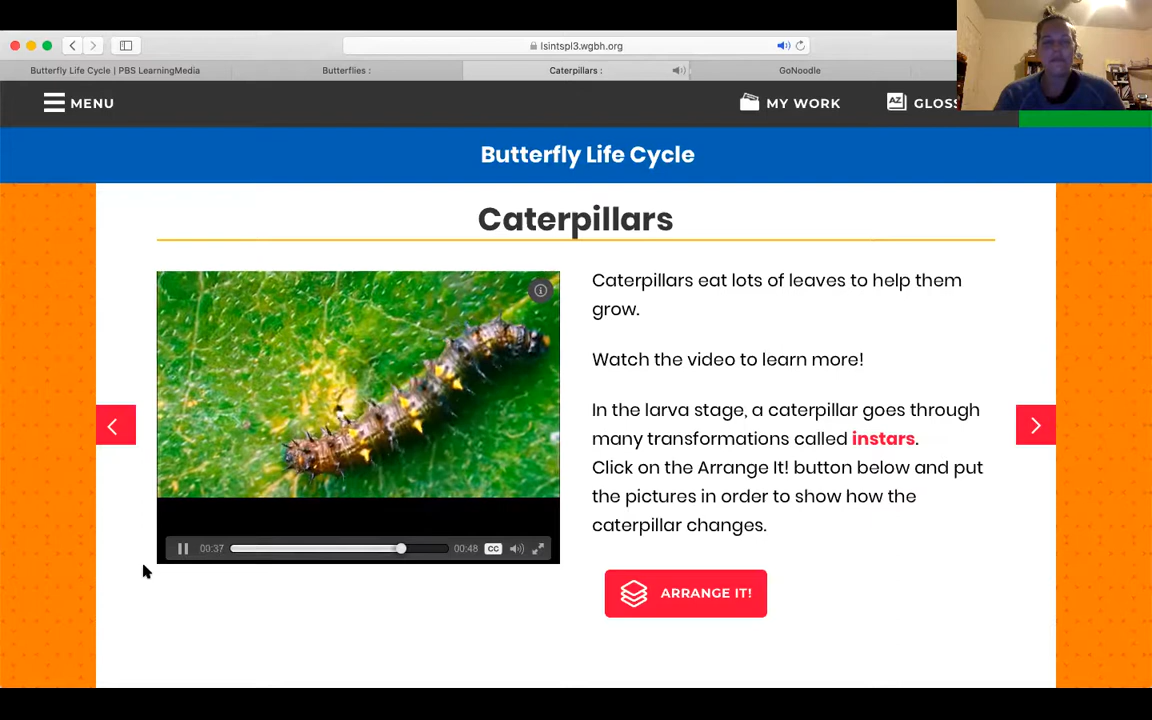 lsintspl3.wgbh.org
Butterfly Life Cycle | PBS LearningMedia
Butterflies :
Caterpillars :
GoNoodle
MENU
MY WORK
AZ
GLOSS
Butterfly Life Cycle
Caterpillars
Caterpillars eat lots of leaves to help them
grow.
Watch the video to learn more!
In the larva stage, a caterpillar goes through
many transformations called instars.
Click on the Arrange It! button below and put
the pictures in order to show how the
caterpillar changes.
00:37
00:48
CC
ARRANGE IT!